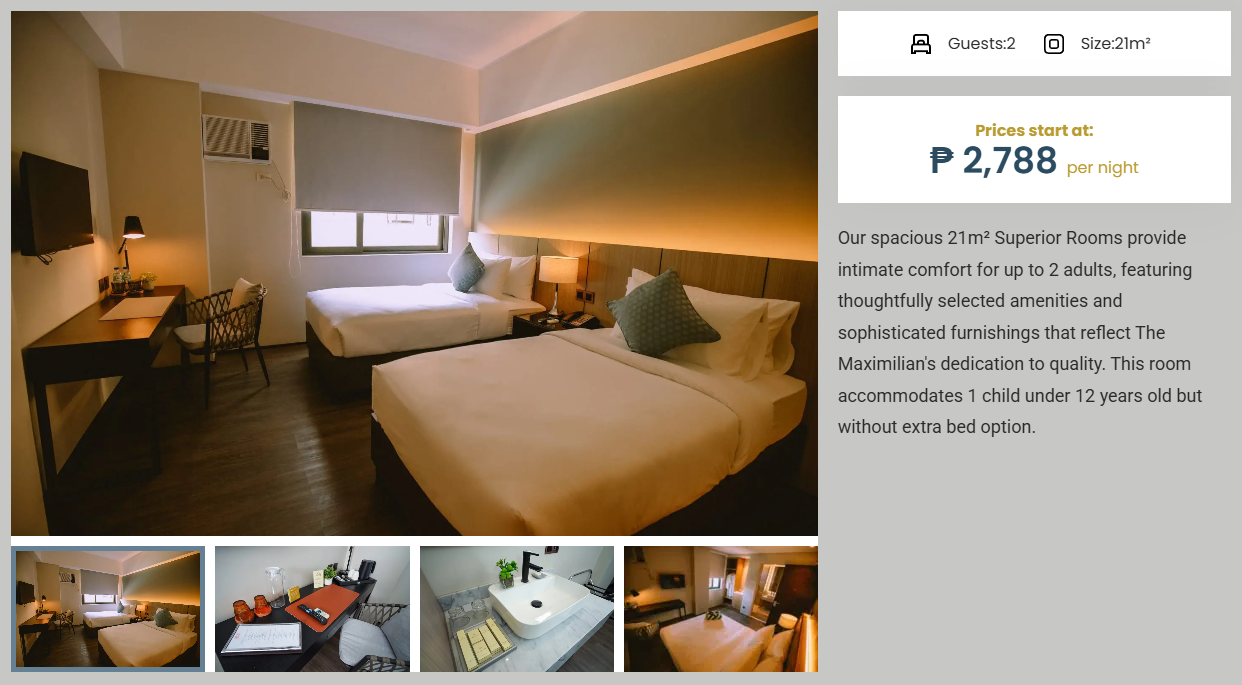 Guests:2
Size:21m²
Prices start at:
₱ 2,788 per night
Our spacious 21m² Superior Rooms provide
intimate comfort for up to 2 adults, featuring
thoughtfully selected amenities and
sophisticated furnishings that reflect The
Maximilian's dedication to quality. This room
accommodates 1 child under 12 years old but
without extra bed option.